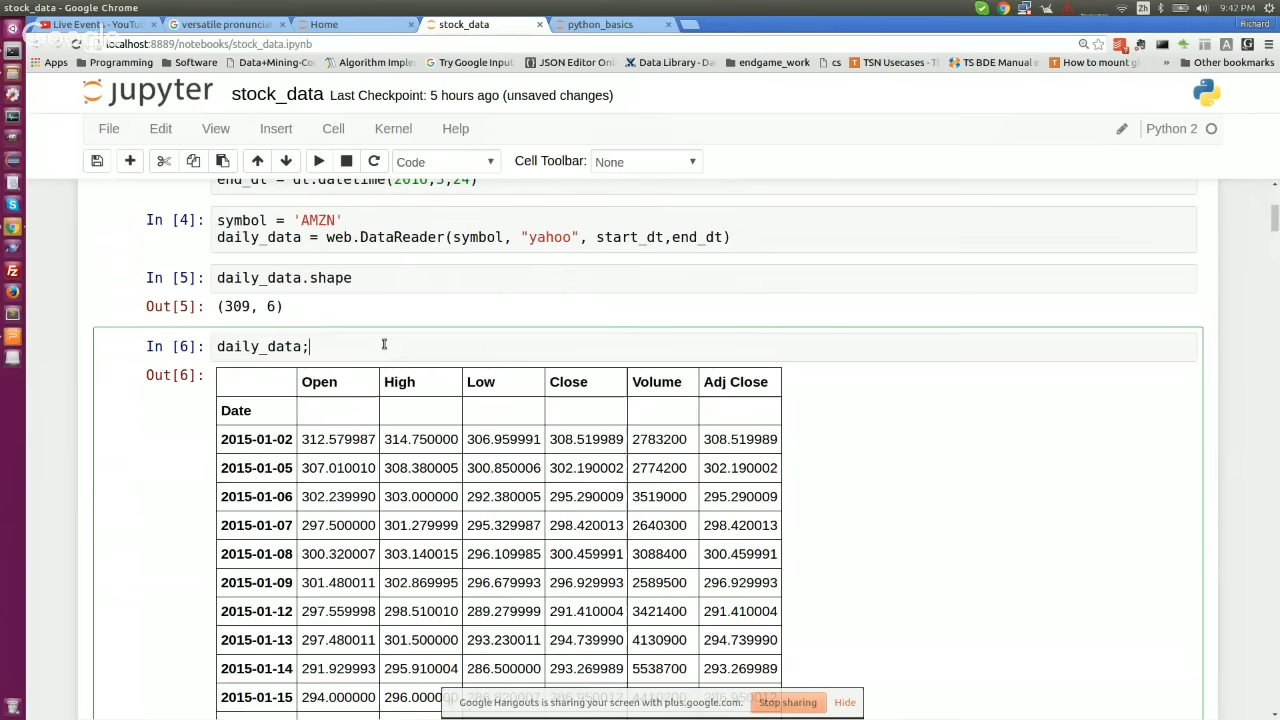 stock_data - Google Chrome
Zh
9:42 PM
Live Events - YouT
versatile pronuncia
Home
stock_data
python_basics
Richard
Google
localhost:8889/notebooks/stock_data.ipynb
Apps
Programming
Software
Data+Mining-Co
Algorithm Imple
Try Google Input
JSON Editor Onl
Data Library - Da
endgame_work
cs
TSN Usecases - T
TS BDE Manual e
How to mount g
»
Other bookmarks
jupyter
stock_data Last Checkpoint: 5 hours ago (unsaved changes)
File Edit View Insert Cell Kernel Help
Python 2
Code
Cell Toolbar: None
end_dt = dt.datetime(2016,3,24)
In [4]: symbol = 'AMZN'
daily_data = web.DataReader(symbol, "yahoo", start_dt,end_dt)
In [5]: daily_data.shape
Out[5]: (309, 6)
In [6]: daily_data;
Out[6]:
Open High Low Close Volume Adj Close
Date
2015-01-02 312.579987 314.750000 306.959991 308.519989 2783200 308.519989
2015-01-05 307.010010 308.380005 300.850006 302.190002 2774200 302.190002
2015-01-06 302.239990 303.000000 292.380005 295.290009 3519000 295.290009
2015-01-07 297.500000 301.279999 295.329987 298.420013 2640300 298.420013
2015-01-08 300.320007 303.140015 296.109985 300.459991 3088400 300.459991
2015-01-09 301.480011 302.869995 296.679993 296.929993 2589500 296.929993
2015-01-12 297.559998 298.510010 289.279999 291.410004 3421400 291.410004
2015-01-13 297.480011 301.500000 293.230011 294.739990 4130900 294.739990
2015-01-14 291.929993 295.910004 286.500000 293.269989 5538700 293.269989
2015-01-15 294.000000 296.000000
Google Hangouts is sharing your screen with plus.google.com. Stop sharing Hide